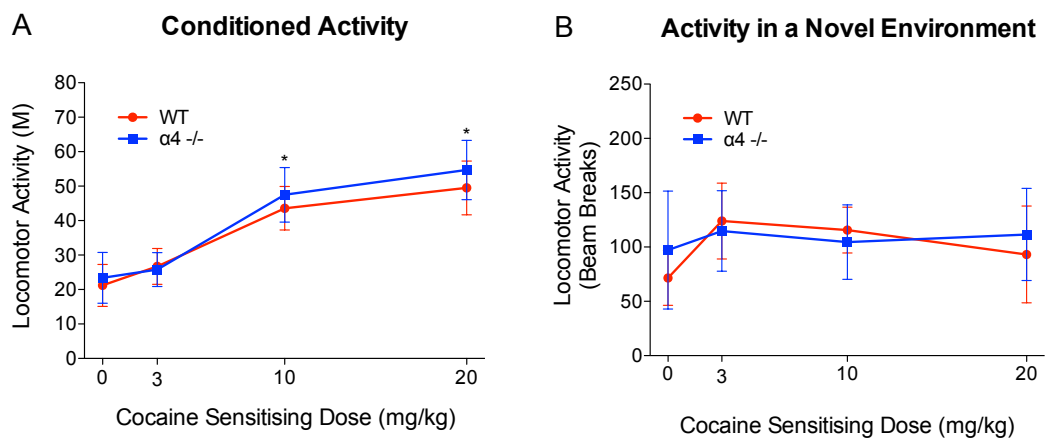 A
Conditioned Activity
80
70
60
50
40
30
20
10
0
Locomotor Activity (M)
WT
α4 -/-
*
*
0 3 10 20
Cocaine Sensitising Dose (mg/kg)
B
Activity in a Novel Environment
250
200
150
100
50
0
Locomotor Activity
(Beam Breaks)
WT
α4 -/-
0 3 10 20
Cocaine Sensitising Dose (mg/kg)